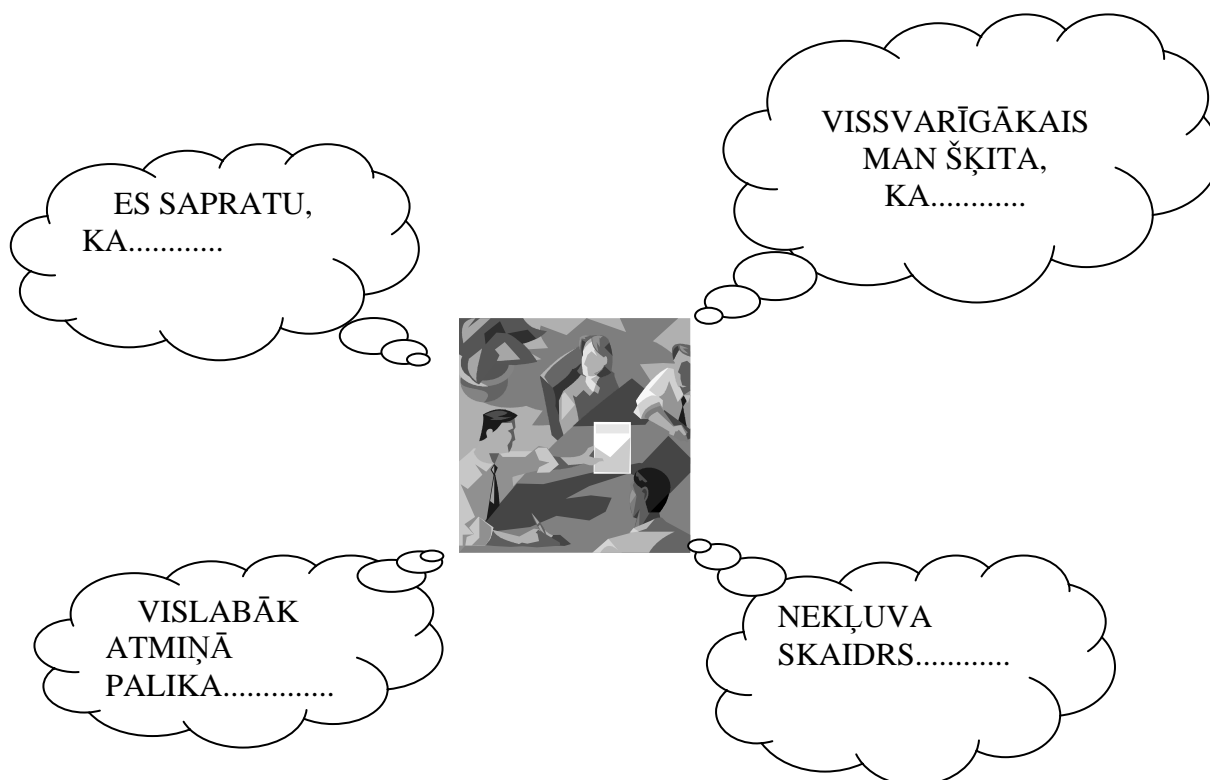 ES SAPRATU,
KA............
VISSVARĪGĀKAIS
MAN ŠĶITA,
KA............
VISLABĀK
ATMIŅĀ
PALIKA..............
NEKĻUVA
SKAIDRS............